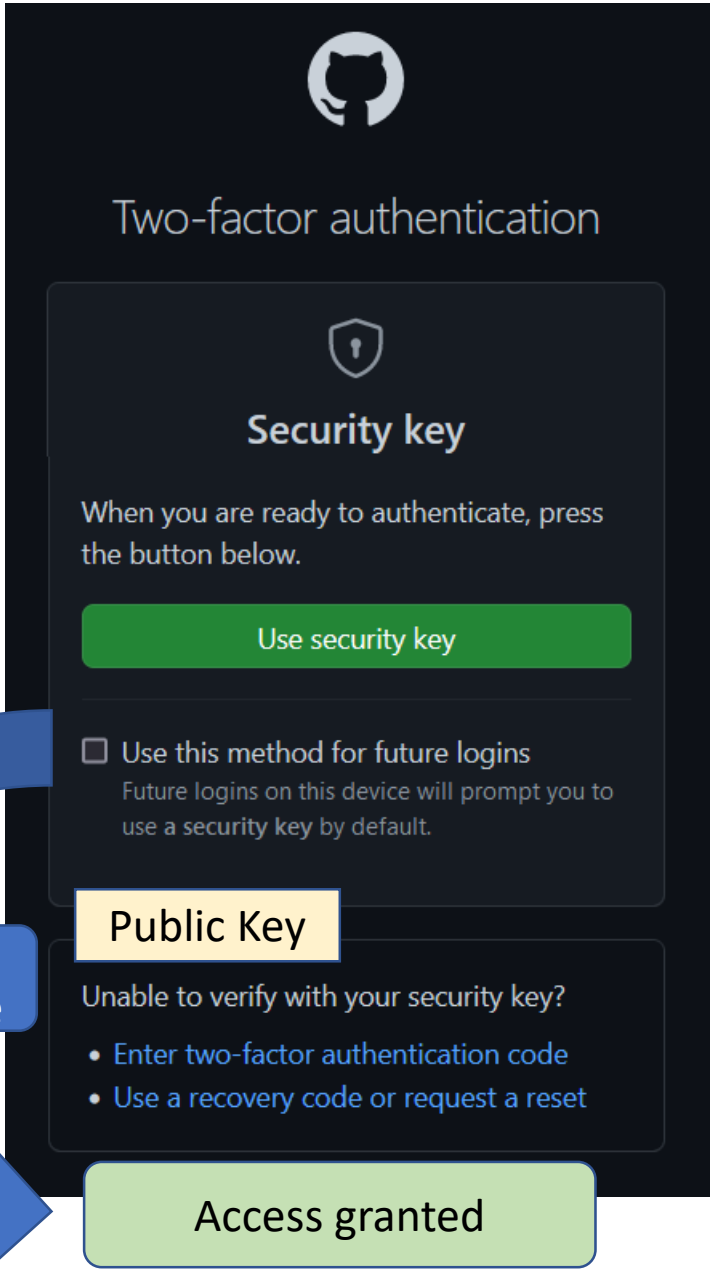 Two-factor authentication
Security key
When you are ready to authenticate, press
the button below.
Use security key
Use this method for future logins
Future logins on this device will prompt you to
use a security key by default.
Public Key
Unable to verify with your security key?
• Enter two-factor authentication code
• Use a recovery code or request a reset
Access granted